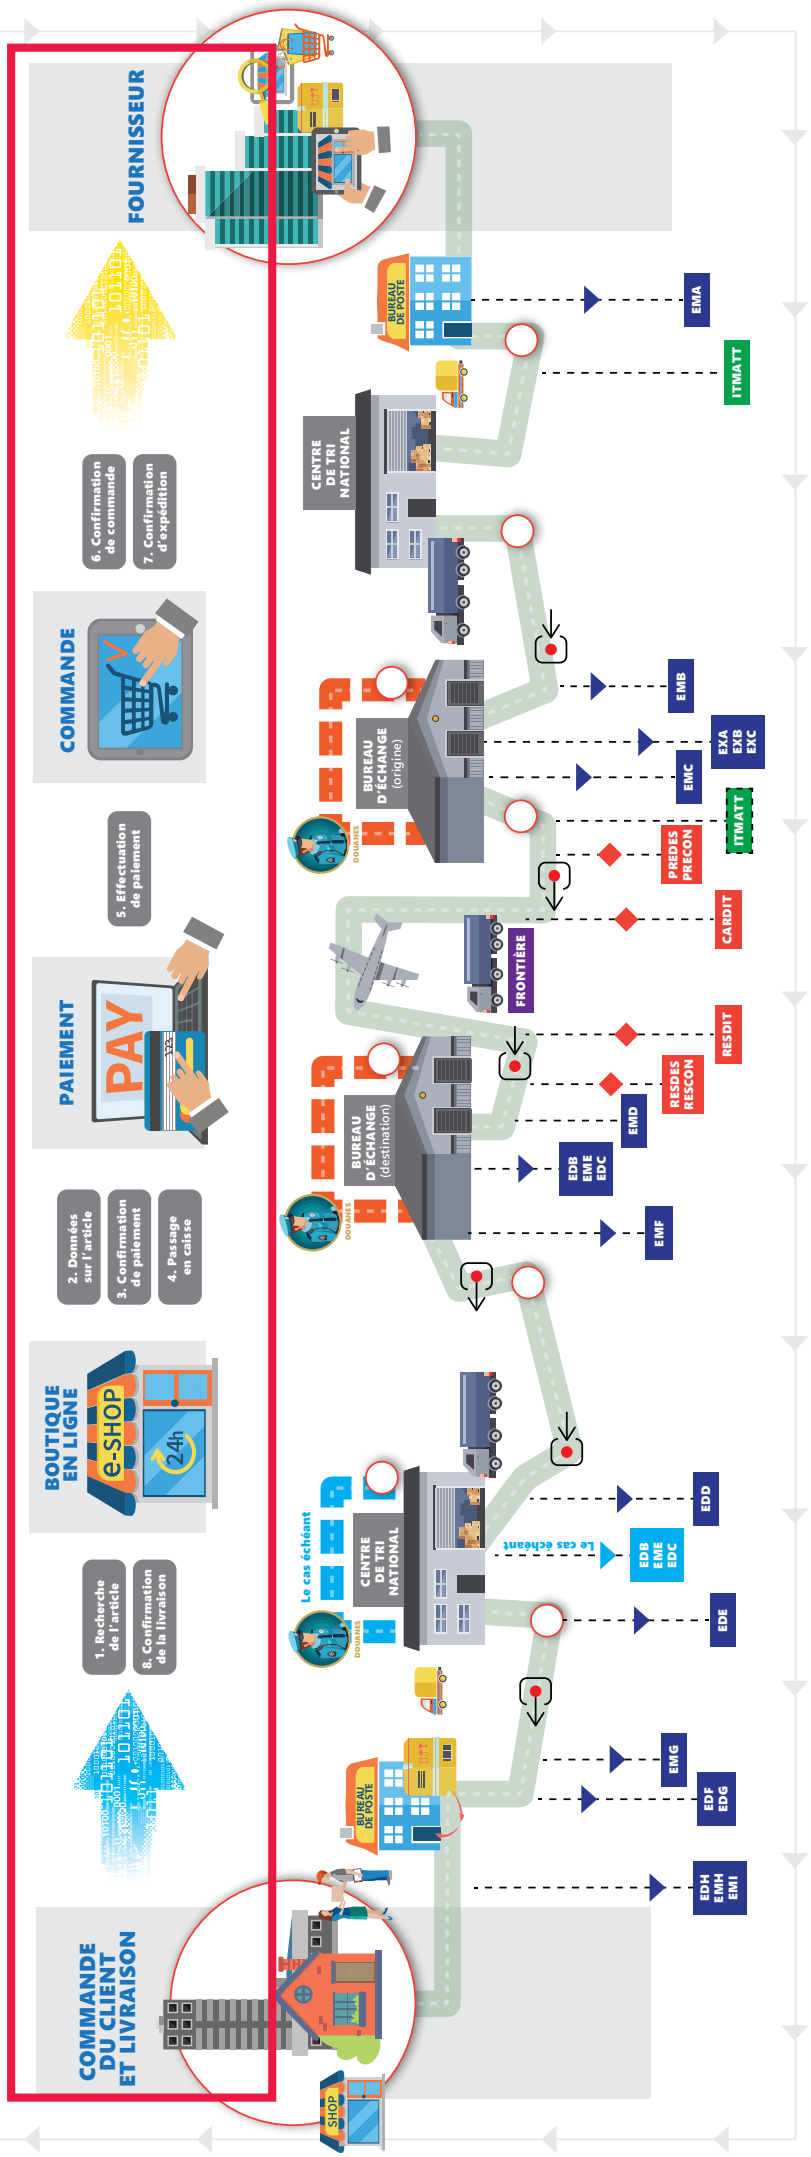 COMMANDE
DU CLIENT
ET LIVRAISON
1. Recherche
de l'article
8. Confirmation
de la livraison
BOUTIQUE
EN LIGNE
e-SHOP
24h
2. Données
sur l'article
3. Confirmation
de paiement
4. Passage
en caisse
PAIEMENT
PAY
5. Effectuation
de paiement
COMMANDE
6. Confirmation
de commande
7. Confirmation
d'expédition
FOURNISSEUR
SHOP
BUREAU
DE POSTE
Le cas échéant
DOUANES
CENTRE
DE TRI
NATIONAL
DOUANES
BUREAU
D'ÉCHANGE
(destination)
FRONTIÈRE
DOUANES
BUREAU
D'ÉCHANGE
(origine)
CENTRE
DE TRI
NATIONAL
BUREAU
DE POSTE
EDH
EMH
EMI
EDF
EDG
EMG
EDE
Le cas échéant
EDB
EME
EDC
EDD
EMF
EDB
EME
EDC
EMD
RESDES
RESCON
RESDIT
CARDIT
PREDES
PRECON
ITMATT
EMC
EXA
EXB
EXC
EMB
ITMATT
EMA